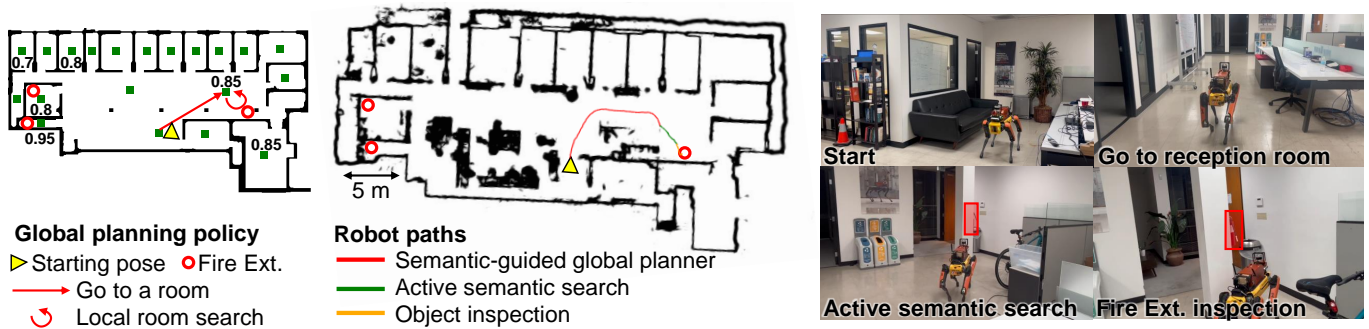 0.7
0.8
0.85
0.8
0.95
0.85
5 m
Global planning policy
Starting pose
Fire Ext.
Go to a room
Local room search
Robot paths
Semantic-guided global planner
Active semantic search
Object inspection
Start
Go to reception room
Active semantic search
Fire Ext. inspection